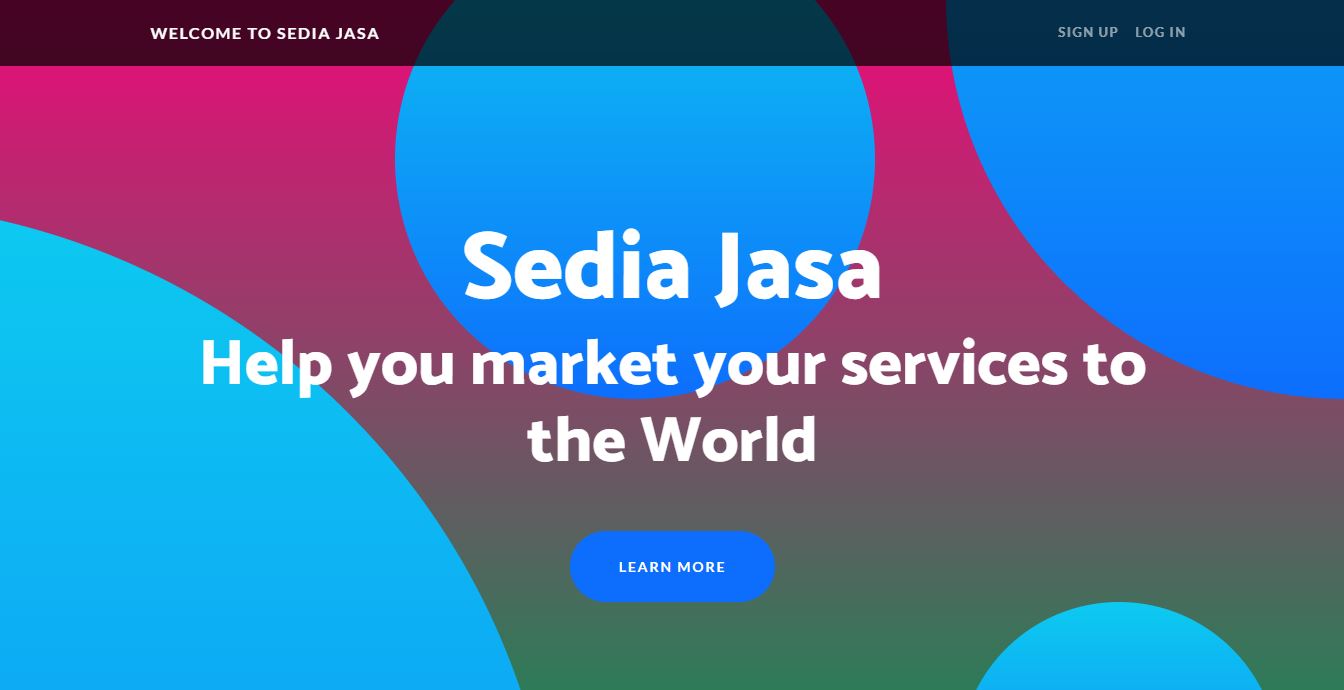 WELCOME TO SEDIA JASA
SIGN UP
LOG IN
Sedia Jasa
Help you market your services to
the World
LEARN MORE